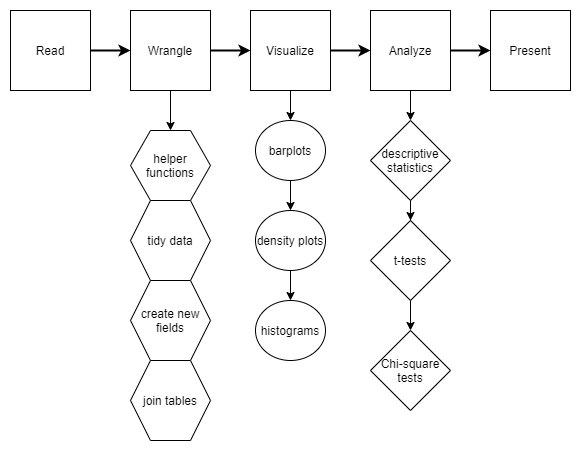 Read
Wrangle
Visualize
Analyze
Present
helper
functions
tidy data
create new
fields
join tables
barplots
density plots
histograms
descriptive
statistics
t-tests
Chi-square
tests